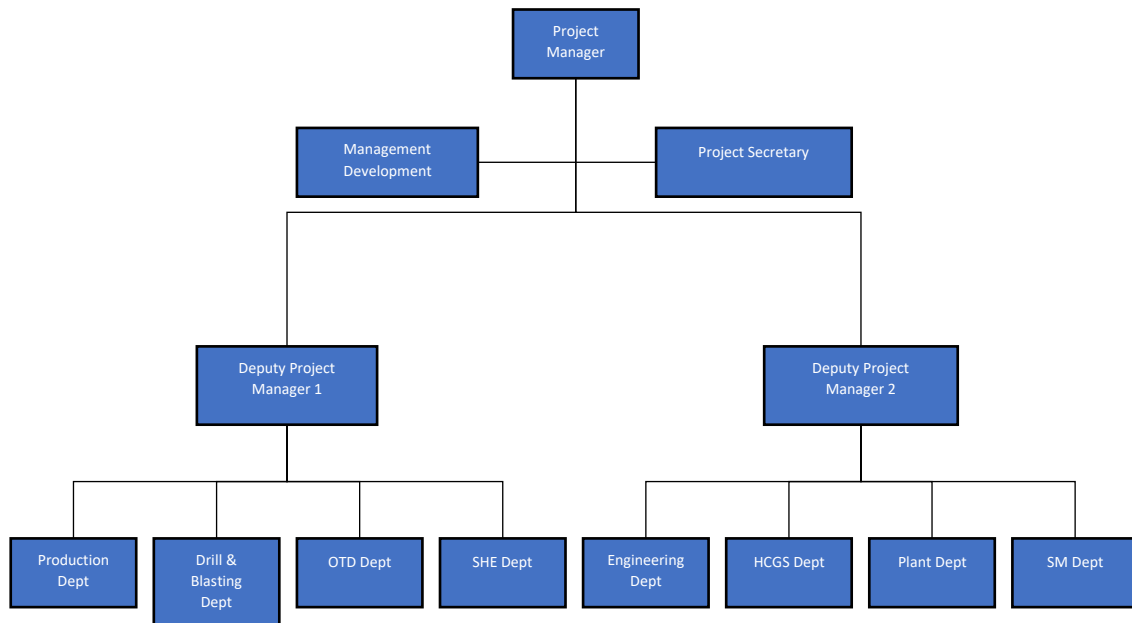 Project
Manager
Management
Development
Project Secretary
Deputy Project
Manager 1
Deputy Project
Manager 2
Production
Dept
Drill &
Blasting
Dept
OTD Dept
SHE Dept
Engineering
Dept
HCGS Dept
Plant Dept
SM Dept